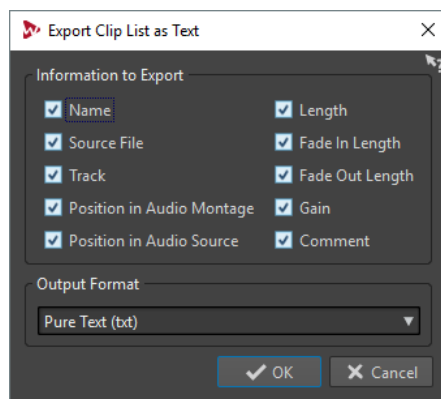 Export Clip List as Text
Information to Export
Name
Length
Source File
Fade In Length
Track
Fade Out Length
Position in Audio Montage
Gain
Position in Audio Source
Comment
Output Format
Pure Text (txt)
OK
Cancel